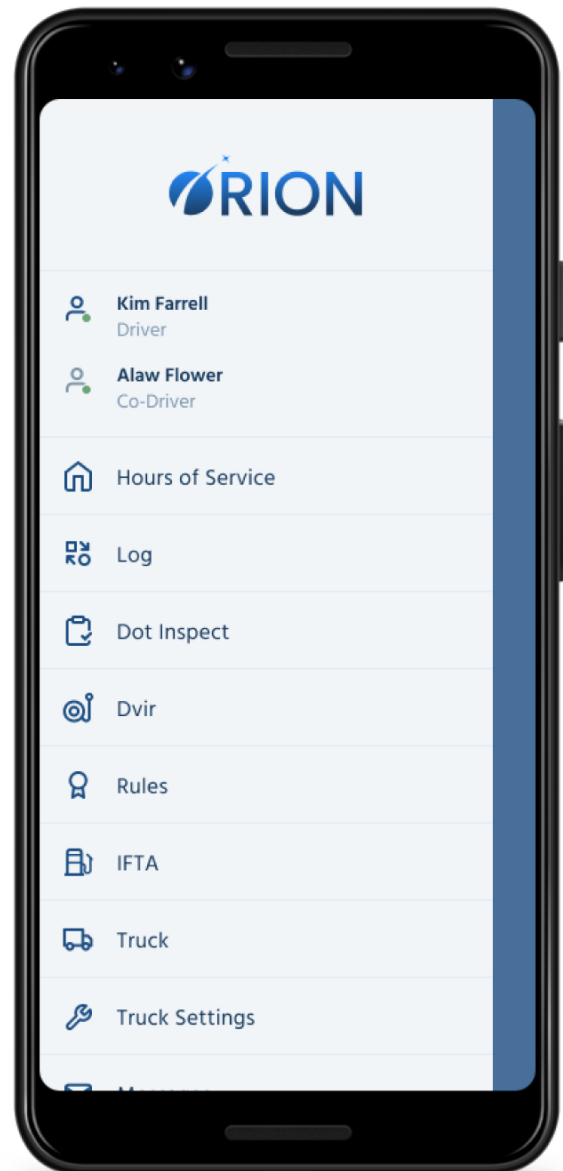 ORION
Kim Farrell
Driver
Alaw Flower
Co-Driver
Hours of Service
Log
Dot Inspect
Dvir
Rules
IFTA
Truck
Truck Settings